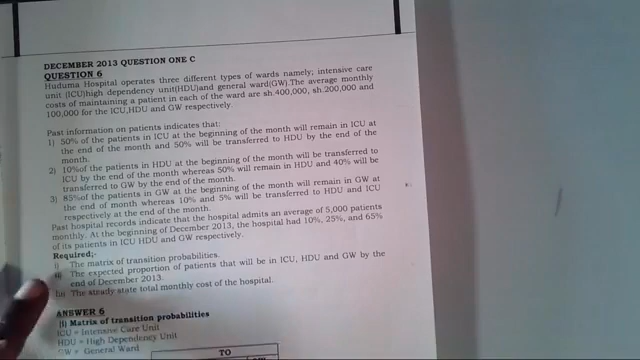 DECEMBER 2013 QUESTION ONE C
QUESTION 6
Huduma Hospital operates three different types of wards namely; intensive care
unit (ICU)high dependency unit(HDU)and general ward(GW).The average monthly
costs of maintaining a patient in each of the ward are sh.400,000, sh.200,000 and
100,000 for the ICU,HDU and GW respectively.
Past information on patients indicates that:
1) 50% of the patients in ICU at the beginning of the month will remain in ICU at
the end of the month and 50% will be transferred to HDU by the end of the
month.
2) 10%of the patients in HDU at the beginning of the month will be transferred to
ICU by the end of the month whereas 50% will remain in HDU and 40% will be
transferred to GW by the end of the month.
3) 85%of the patients in GW at the beginning of the month will remain in GW at
the end of month whereas 10% and 5% will be transferred to HDU and ICU
respectively at the end of the month.
Past hospital records indicate that the hospital admits an average of 5,000 patients
monthly. At the beginning of December 2013, the hospital had 10%, 25%, and 65%
of its patients in ICU HDU and GW respectively.
Required;-
i) The matrix of transition probabilities.
ii) The expected proportion of patients that will be in ICU, HDU and GW by the
end of December 2013.
iii) The steady state total monthly cost of the hospital.
ANSWER 6
(i) Matrix of transition probabilities
ICU = Intensive Care Unit
HDU = High Dependency Unit
GW = General Ward
TO